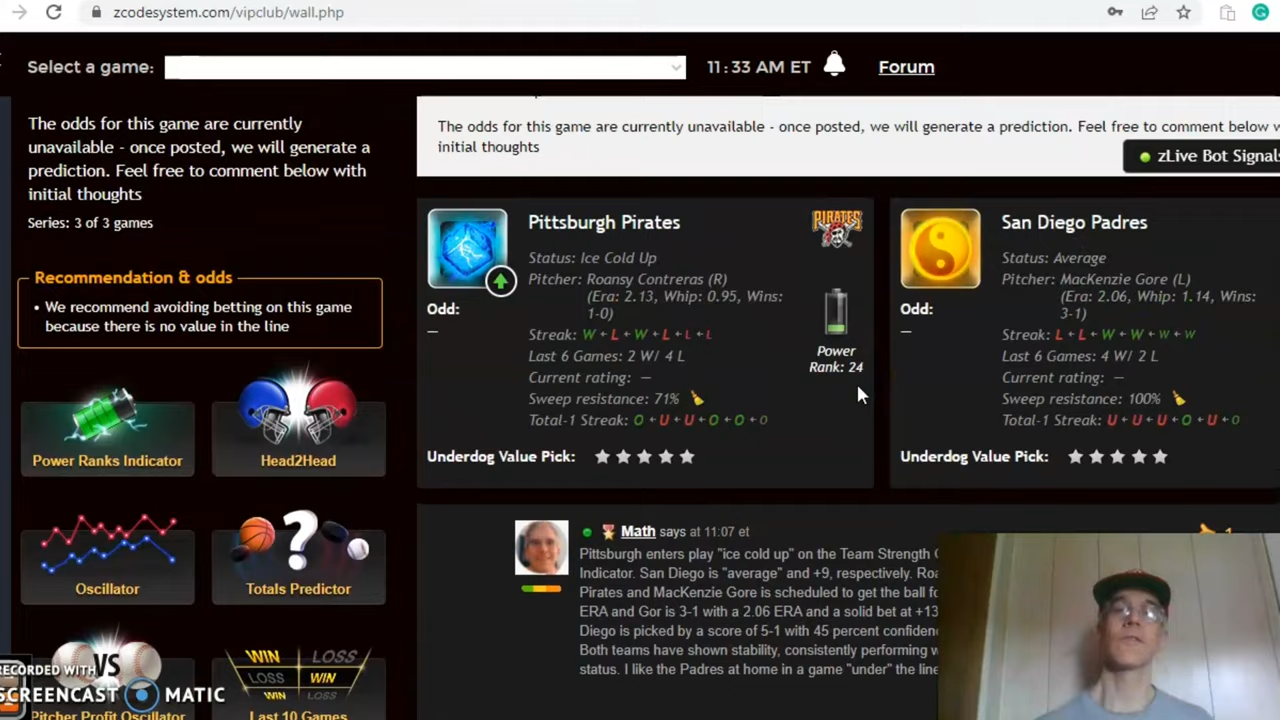 zcodesystem.com/vipclub/wall.php
Select a game:
11:33 AM ET
Forum
The odds for this game are currently
unavailable - once posted, we will generate a
prediction. Feel free to comment below with
initial thoughts
Series: 3 of 3 games
Recommendation & odds
• We recommend avoiding betting on this game
because there is no value in the line
Power Ranks Indicator
Head2Head
Oscillator
Totals Predictor
VS
WIN LOSS
LOSS WIN
WIN LOSS
Pitcher Profit Oscillator
Last 10 Games
RECORDED WITH
SCREENCAST MATIC
The odds for this game are currently unavailable - once posted, we will generate a prediction. Feel free to comment below
initial thoughts
zLive Bot Signals
Pittsburgh Pirates
PIRATES
Status: Ice Cold Up
Pitcher: Roansy Contreras (R)
(Era: 2.13, Whip: 0.95, Wins:
1-0)
Odd:
—
Streak: W ← L ← W ← L ← L ← L
Last 6 Games: 2 W/ 4 L
Current rating: —
Sweep resistance: 71%
Total-1 Streak: O ← U ← U ← O ← O ← O
Power
Rank: 24
Underdog Value Pick:
San Diego Padres
Status: Average
Pitcher: MacKenzie Gore (L)
(Era: 2.06, Whip: 1.14, Wins:
3-1)
Odd:
—
Streak: L ← L ← W ← W ← W ← W
Last 6 Games: 4 W/ 2 L
Current rating: —
Sweep resistance: 100%
Total-1 Streak: U ← U ← U ← O ← U ← O
Underdog Value Pick:
Math says at 11:07 et
1
Pittsburgh enters play "ice cold up" on the Team Strength
Indicator. San Diego is "average" and +9, respectively.
Pirates and MacKenzie Gore is scheduled to get the ball
ERA and Gor is 3-1 with a 2.06 ERA and a solid bet at
Diego is picked by a score of 5-1 with 45 percent
Both teams have shown stability, consistently performing
status. I like the Padres at home in a game "under" the line